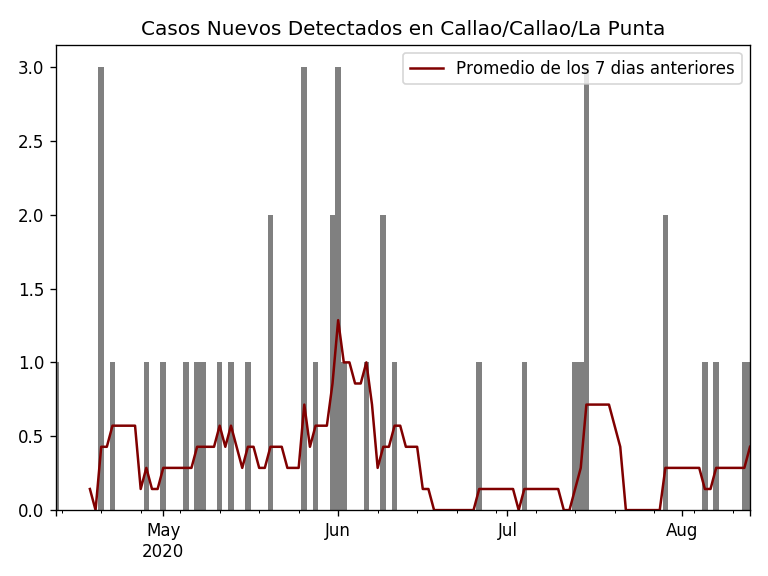 Casos Nuevos Detectados en Callao/Callao/La Punta
Promedio de los 7 dias anteriores
3.0
2.5
2.0
1.5
1.0
0.5
0.0
May
2020
Jun
Jul
Aug